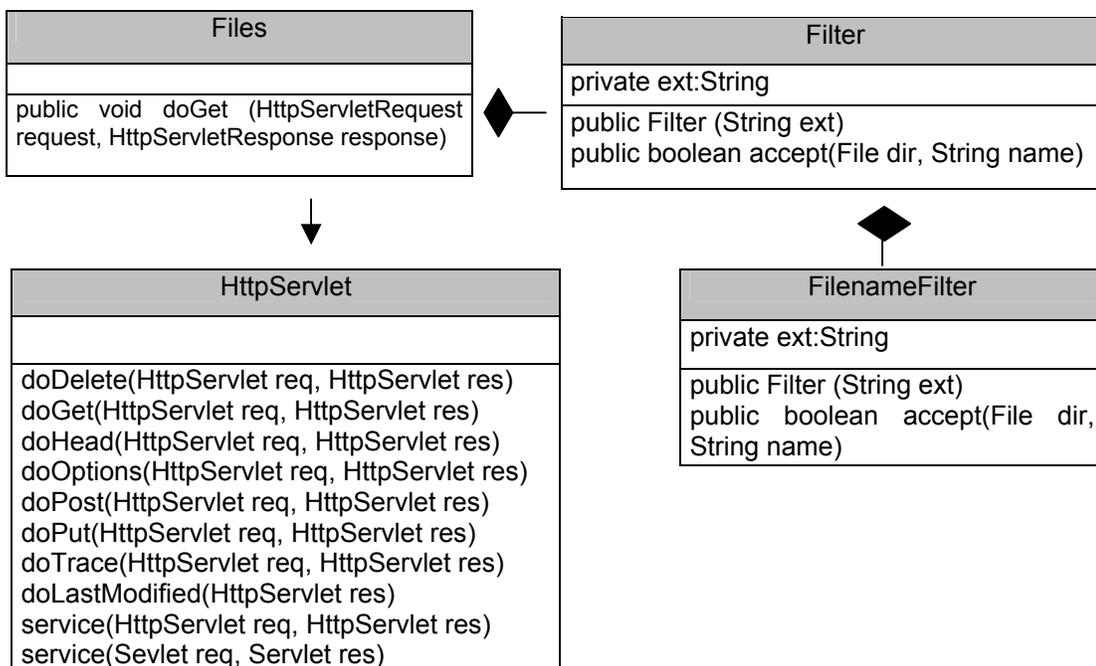 Files
public void doGet (HttpServletRequest
request, HttpServletResponse response)
Filter
private ext:String
public Filter (String ext)
public boolean accept(File dir, String name)
HttpServlet
doDelete(HttpServlet req, HttpServlet res)
doGet(HttpServlet req, HttpServlet res)
doHead(HttpServlet req, HttpServlet res)
doOptions(HttpServlet req, HttpServlet res)
doPost(HttpServlet req, HttpServlet res)
doPut(HttpServlet req, HttpServlet res)
doTrace(HttpServlet req, HttpServlet res)
doLastModified(HttpServlet res)
service(HttpServlet req, HttpServlet res)
service(Sevlet req, Servlet res)
FilenameFilter
private ext:String
public Filter (String ext)
public boolean accept(File dir,
String name)